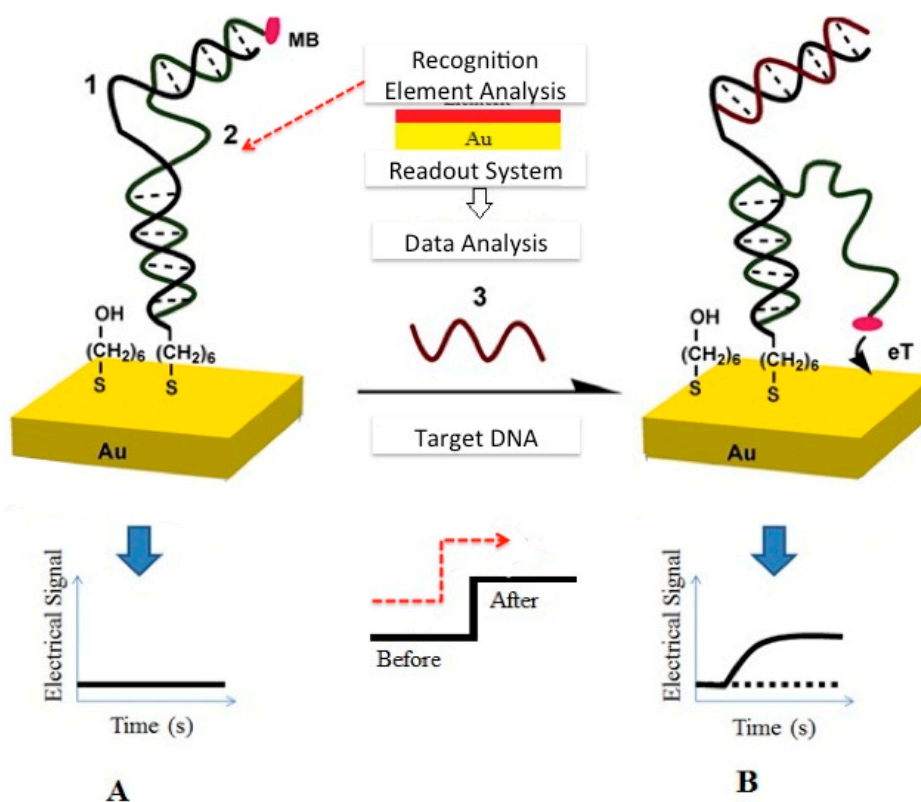 MB
1
2
Recognition
Element Analysis
Element
Au
Readout System
Data Analysis
3
Target DNA
OH
(CH₂)₆
(CH₂)₆
S
S
Au
OH
(CH₂)₆
(CH₂)₆
S
S
eT
Au
Electrical Signal
Time (s)
Before
After
Electrical Signal
Time (s)
A
B